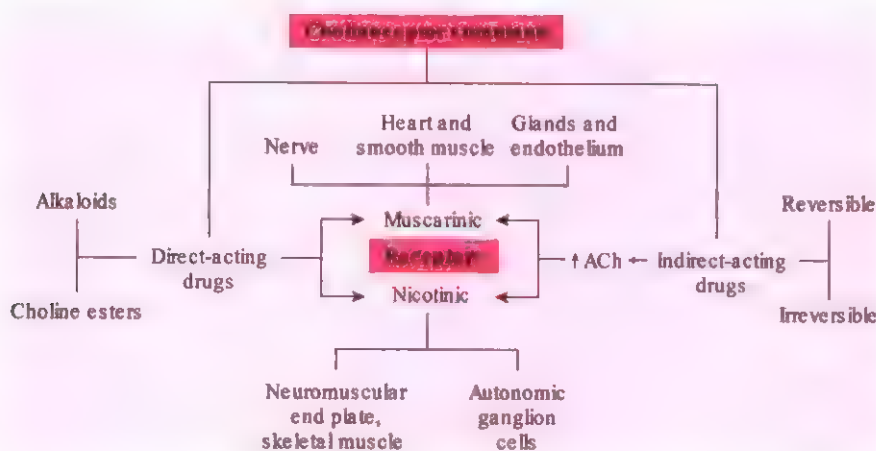 Nerve
Heart and
smooth muscle
Glands and
endothelium
Alkaloids
Reversible
Muscarinic
Direct-acting
drugs
Receptors
↑ ACh
Indirect-acting
drugs
Nicotinic
Choline esters
Irreversible
Neuromuscular
end plate,
skeletal muscle
Autonomic
ganglion
cells